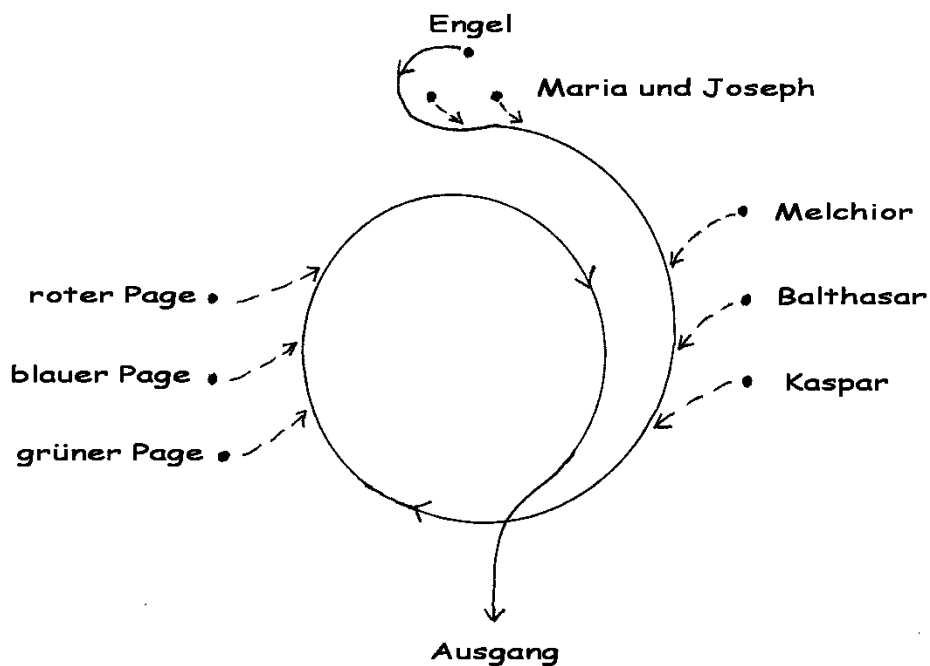 Engel
Maria und Joseph
Melchior
roter Page
Balthasar
blauer Page
Kaspar
grüner Page
Ausgang